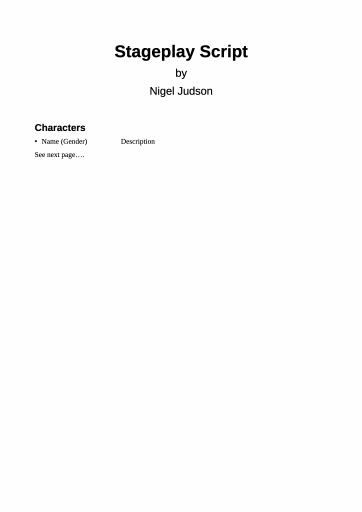 Stageplay Script
by
Nigel Judson
Characters
• Name (Gender) Description
See next page….